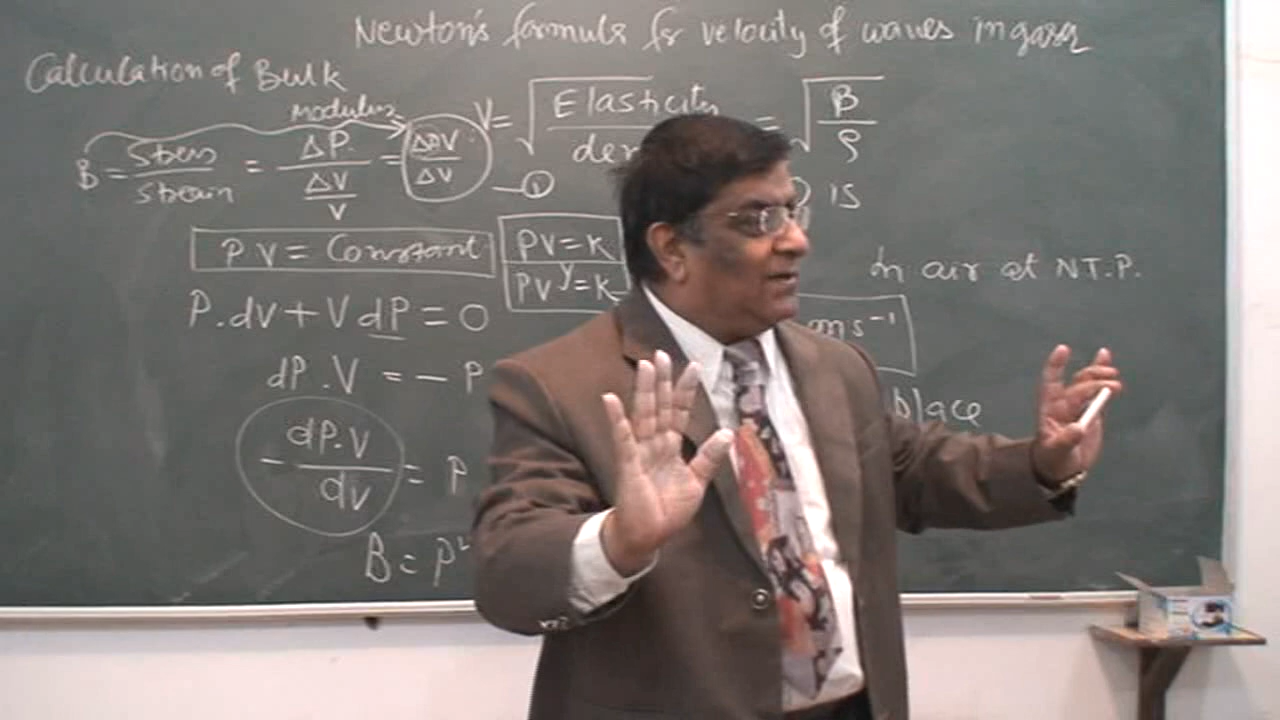 Newton's formula for velocity of waves in gases
Calculation of Bulk
modulus
B = Stress/strain = ΔP/(ΔV/V) = ΔPV/ΔV —①
V = √(Elasticity/den = √(B/ρ)
is
PV = Constant
PV = K
PV^γ = K
In air at N.T.P.
P.dv + V dP = 0
ms⁻¹
dP.V = - P
place
- dP.V/dv = P
B = P